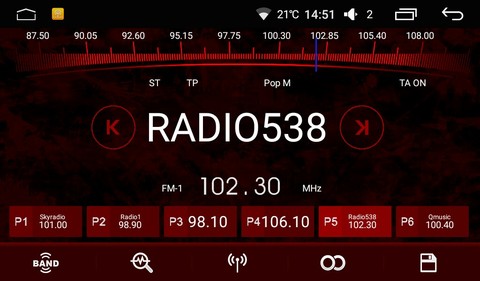 21℃ 14:51 2
87.50 90.05 92.60 95.15 97.75 100.30 102.85 105.40 108.00
ST TP Pop M TA ON
RADIO538
FM-1 102.30 MHz
P1 Skyradio 101.00
P2 Radio1 98.90
P3 98.10
P4 106.10
P5 Radio538 102.30
P6 Qmusic 100.40
BAND